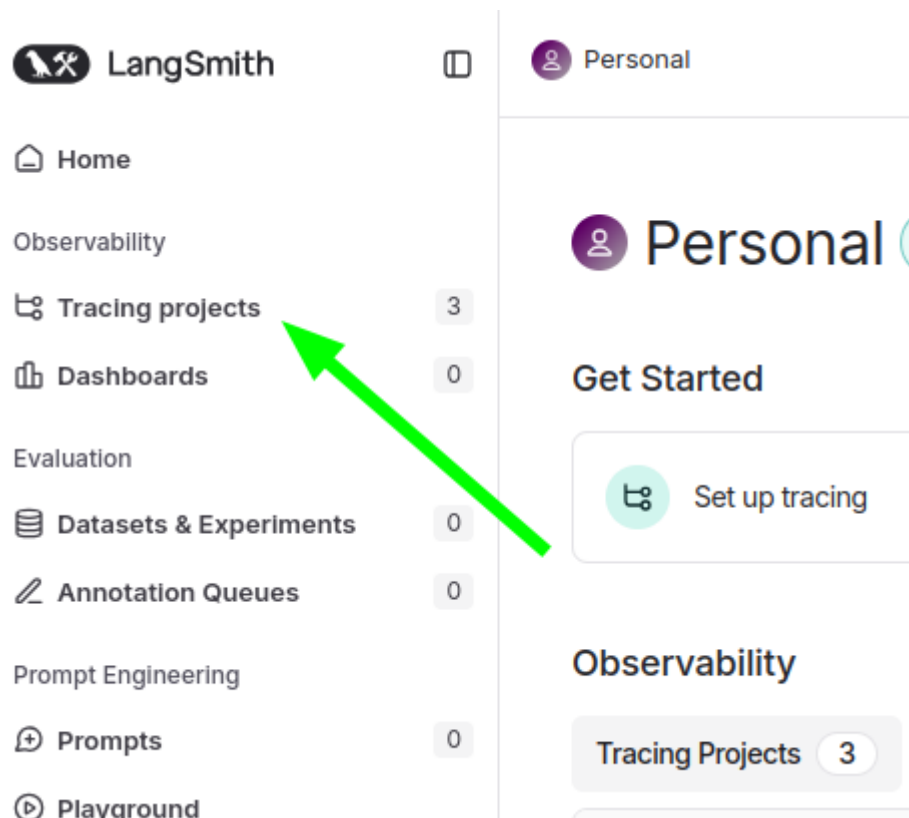 LangSmith
Home
Observability
Tracing projects 3
Dashboards 0
Evaluation
Datasets & Experiments 0
Annotation Queues 0
Prompt Engineering
Prompts 0
Playground
Personal
Personal
Get Started
Set up tracing
Observability
Tracing Projects 3